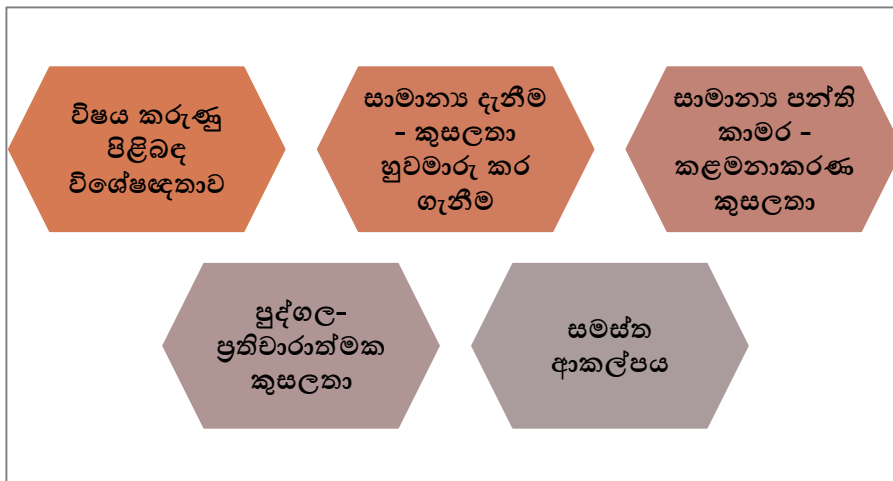 විෂය කරුණු
පිළිබඳ
විශේෂඥතාව
සාමාන්‍ය දැනීම
- කුසලතා
හුවමාරු කර
ගැනීම
සාමාන්‍ය පන්ති
කාමර -
කළමනාකරණ
කුසලතා
පුද්ගල-
ප්‍රතිචාරාත්මක
කුසලතා
සමස්ත
ආකල්පය